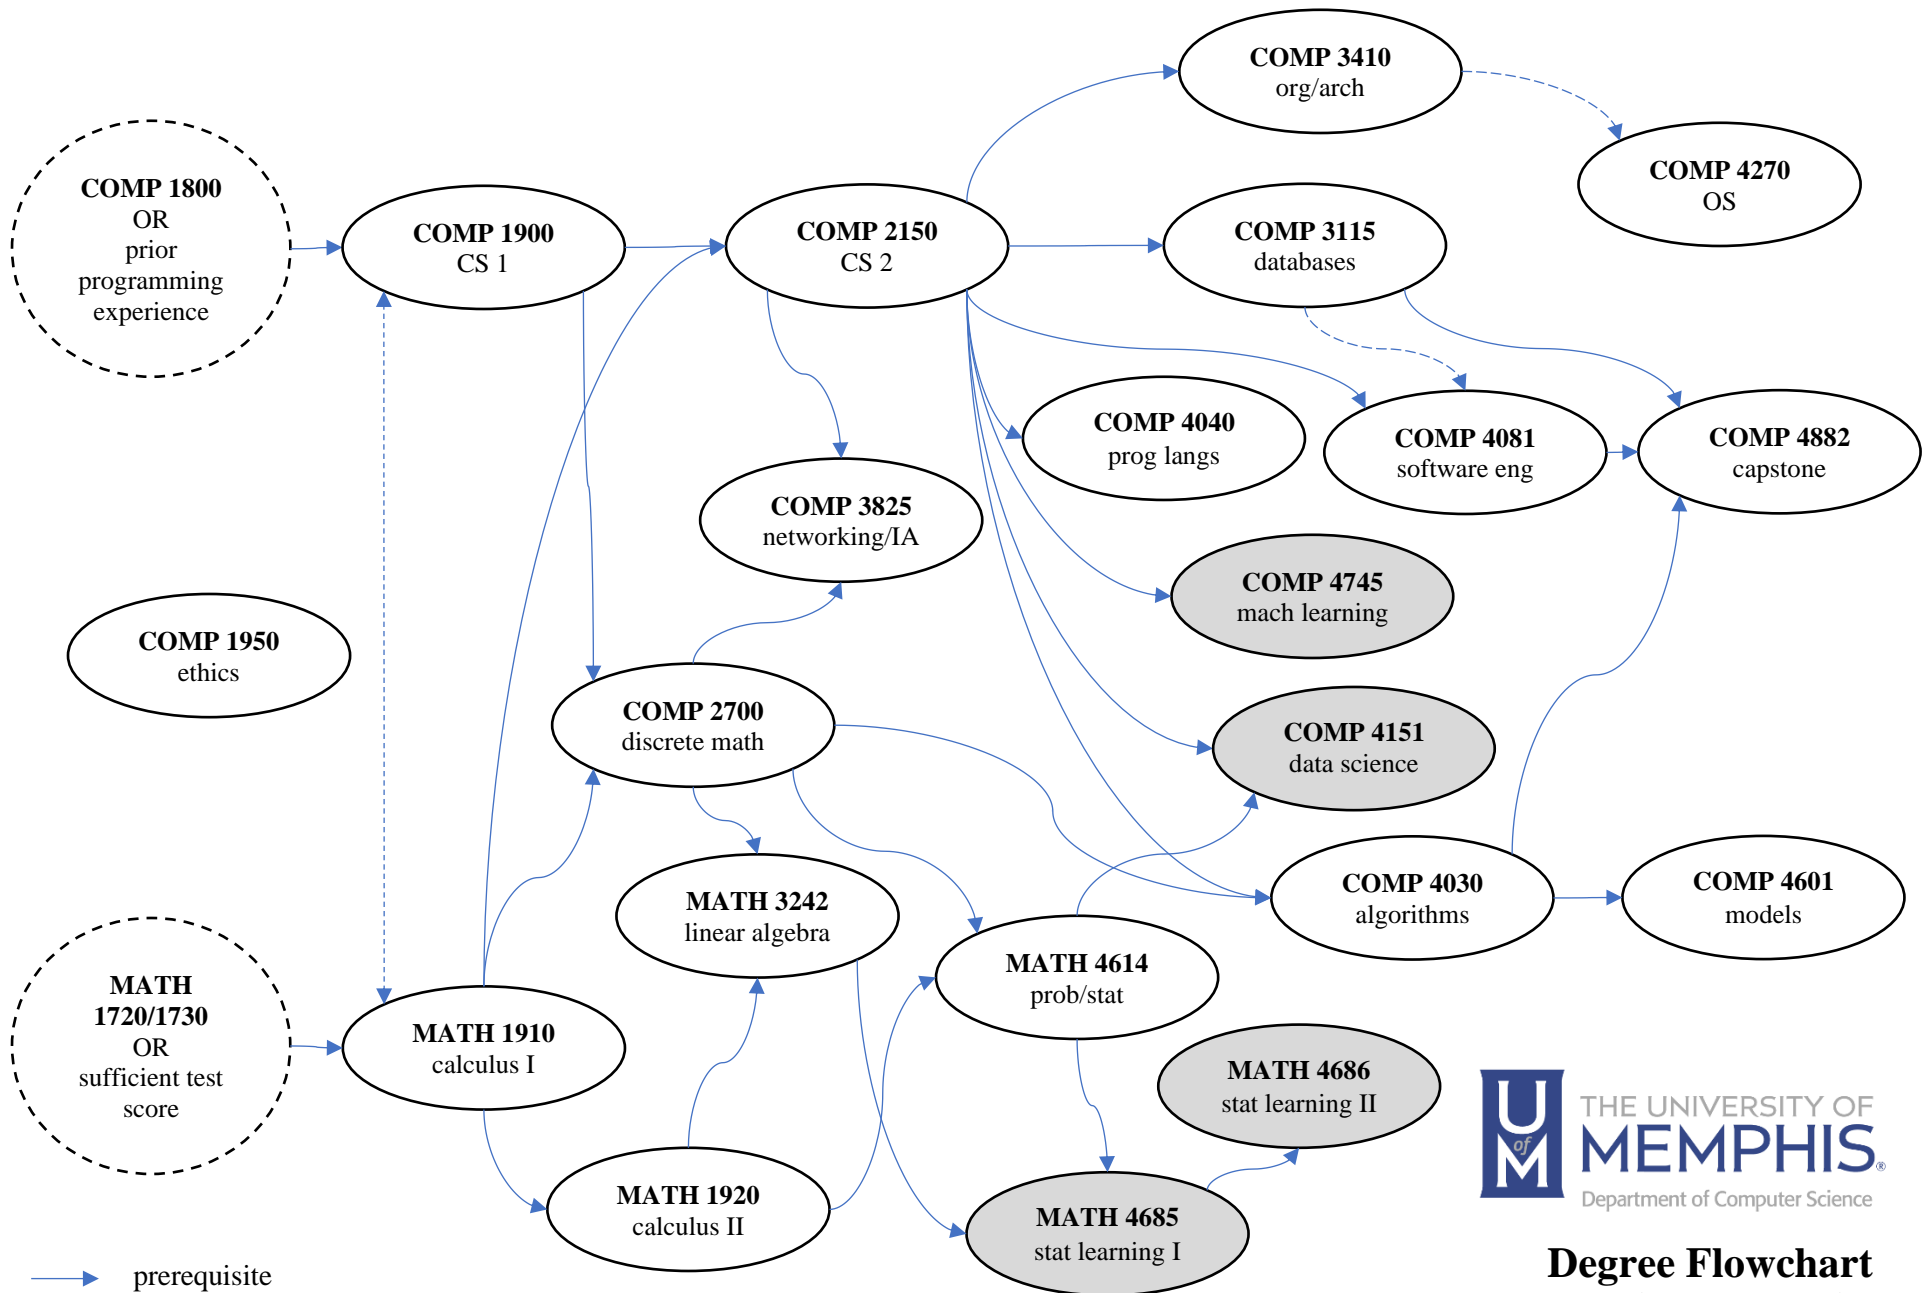 COMP 3410
org/arch
COMP 4270
OS
COMP 1800
OR
prior
programming
experience
COMP 1900
CS 1
COMP 2150
CS 2
COMP 3115
databases
COMP 4040
prog langs
COMP 4081
software eng
COMP 4882
capstone
COMP 3825
networking/IA
COMP 4745
mach learning
COMP 1950
ethics
COMP 2700
discrete math
COMP 4151
data science
MATH 3242
linear algebra
COMP 4030
algorithms
COMP 4601
models
MATH
1720/1730
OR
sufficient test
score
MATH 1910
calculus I
MATH 4614
prob/stat
MATH 4686
stat learning II
MATH 1920
calculus II
MATH 4685
stat learning I
U
of
M
THE UNIVERSITY OF
MEMPHIS®
Department of Computer Science
Degree Flowchart
prerequisite